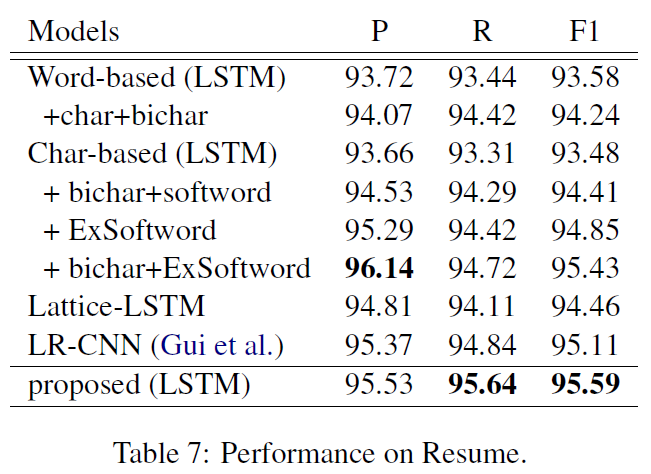 Models P R F1
Word-based (LSTM) 93.72 93.44 93.58
+char+bichar 94.07 94.42 94.24
Char-based (LSTM) 93.66 93.31 93.48
+ bichar+softword 94.53 94.29 94.41
+ ExSoftword 95.29 94.42 94.85
+ bichar+ExSoftword 96.14 94.72 95.43
Lattice-LSTM 94.81 94.11 94.46
LR-CNN (Gui et al.) 95.37 94.84 95.11
proposed (LSTM) 95.53 95.64 95.59
Table 7: Performance on Resume.